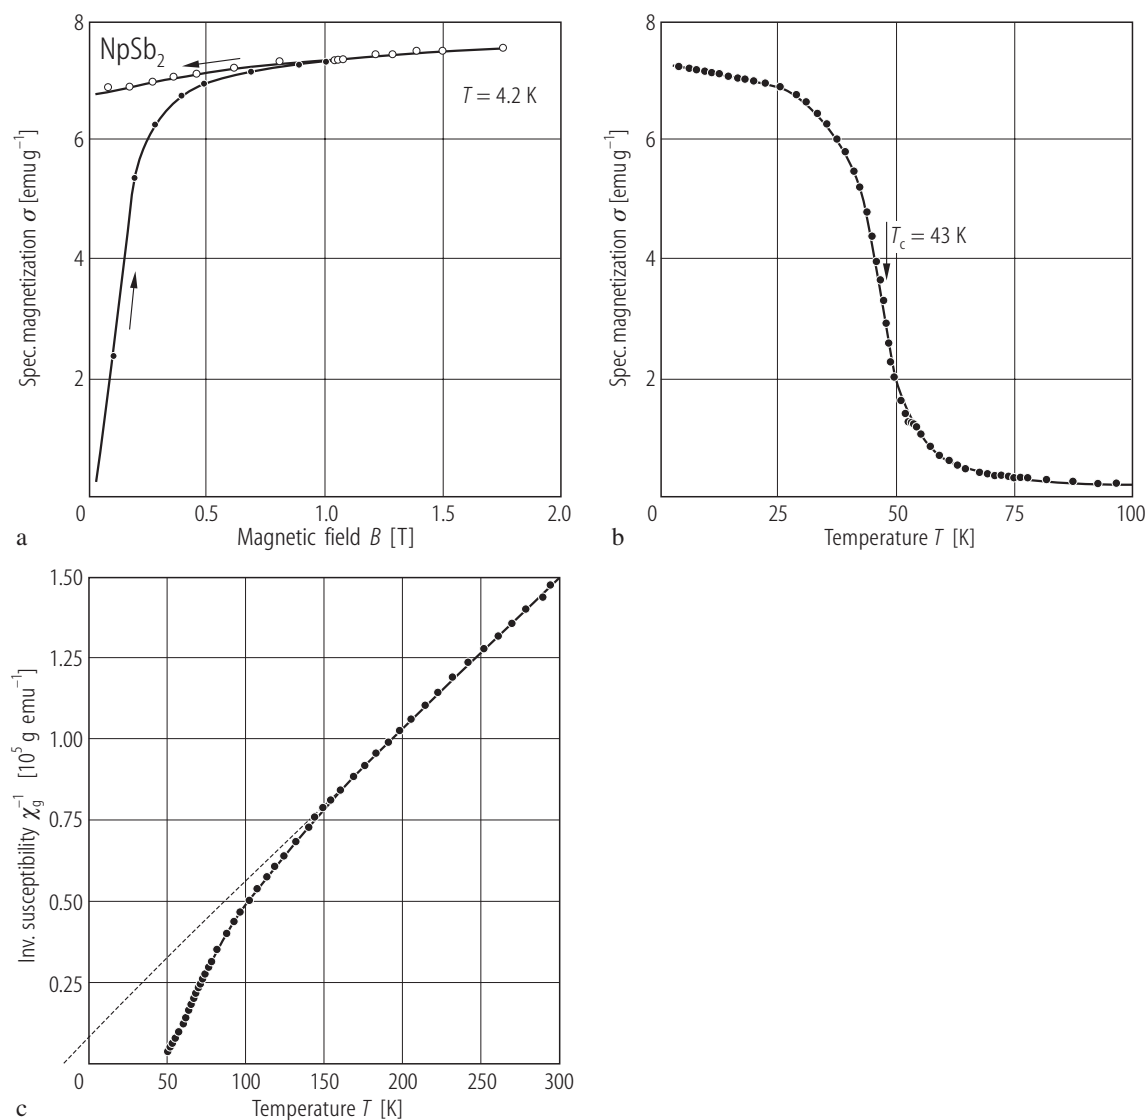 NpSb2
T = 4.2 K
8
6
4
2
0
0.5
1.0
1.5
2.0
Spec. magnetization σ [emu g−1]
Magnetic field B [T]
a
Tc = 43 K
8
6
4
2
0
25
50
75
100
Spec. magnetization σ [emu g−1]
Temperature T [K]
b
1.50
1.25
1.00
0.75
0.50
0.25
0
50
100
150
200
250
300
Inv. susceptibility χg−1 [10^5 g emu−1]
Temperature T [K]
c